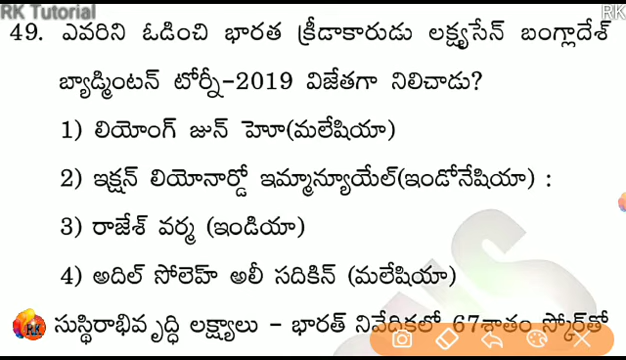 RK Tutorial
RK
49. ఎవరిని ఓడించి భారత క్రీడాకారుడు లక్ష్యసేన్ బంగ్లాదేశ్
బ్యాడ్మింటన్ టోర్నీ-2019 విజేతగా నిలిచాడు?
1) లియోంగ్ జున్ హెూ(మలేషియా)
2) ఇక్షన్ లియోనార్డో ఇమ్మాన్యూయేల్(ఇండోనేషియా) :
3) రాజేశ్ వర్మ (ఇండియా)
4) అదిల్ సోలెహ్ అలీ సదికిన్ (మలేషియా)
RK సుస్థిరాభివృద్ధి లక్ష్యాలు - భారత్ నివేదికలో 67శాతం స్కోర్‌తో